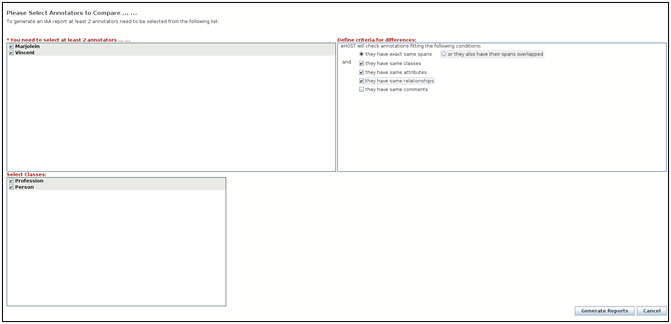 Please Select Annotators to Compare ... ...
To generate an IAA report at least 2 annotators need to be selected from the following list:
* You need to select at least 2 annotators ... ...
Marjolein
Vincent
Define criteria for differences:
eHOST will check annotations fitting the following conditions:
they have exact same spans
or they also have their spans overlapped
and
they have same classes
they have same attributes
they have same relationships
they have same comments
Select Classes:
Profession
Person
Generate Reports
Cancel